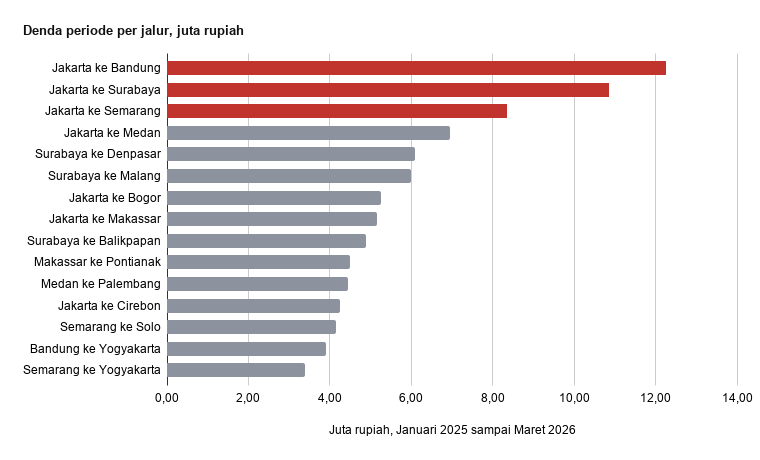 Denda periode per jalur, juta rupiah
Jakarta ke Bandung
Jakarta ke Surabaya
Jakarta ke Semarang
Jakarta ke Medan
Surabaya ke Denpasar
Surabaya ke Malang
Jakarta ke Bogor
Jakarta ke Makassar
Surabaya ke Balikpapan
Makassar ke Pontianak
Medan ke Palembang
Jakarta ke Cirebon
Semarang ke Solo
Bandung ke Yogyakarta
Semarang ke Yogyakarta
0,00 2,00 4,00 6,00 8,00 10,00 12,00 14,00
Juta rupiah, Januari 2025 sampai Maret 2026